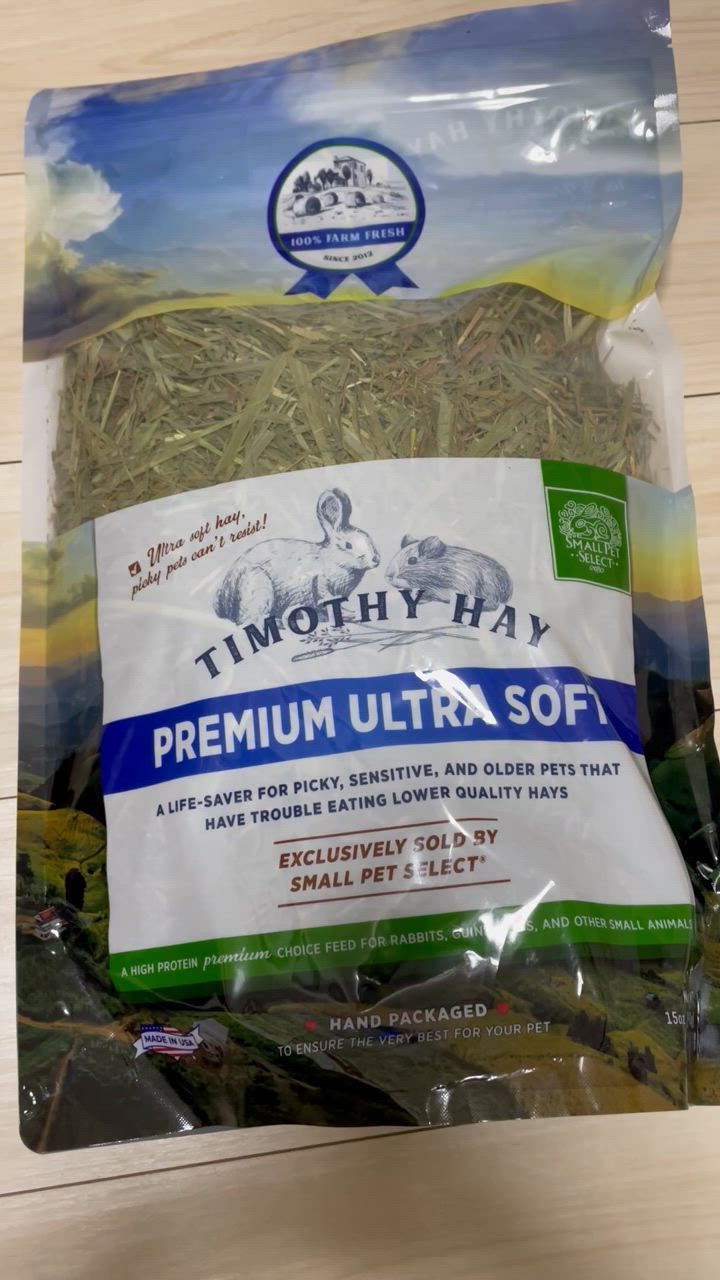 100% FARM FRESH
SINCE 2012
Ultra soft hay,
picky pets can't resist!
SMALL PET
SELECT
TIMOTHY HAY
PREMIUM ULTRA SOFT
A LIFE-SAVER FOR PICKY, SENSITIVE, AND OLDER PETS THAT
HAVE TROUBLE EATING LOWER QUALITY HAYS
EXCLUSIVELY SOLD BY
SMALL PET SELECT®
A HIGH PROTEIN premium CHOICE FEED FOR RABBITS, AND OTHER SMALL ANIMALS
HAND PACKAGED
TO ENSURE THE VERY BEST FOR YOUR PET
MADE IN USA
15oz